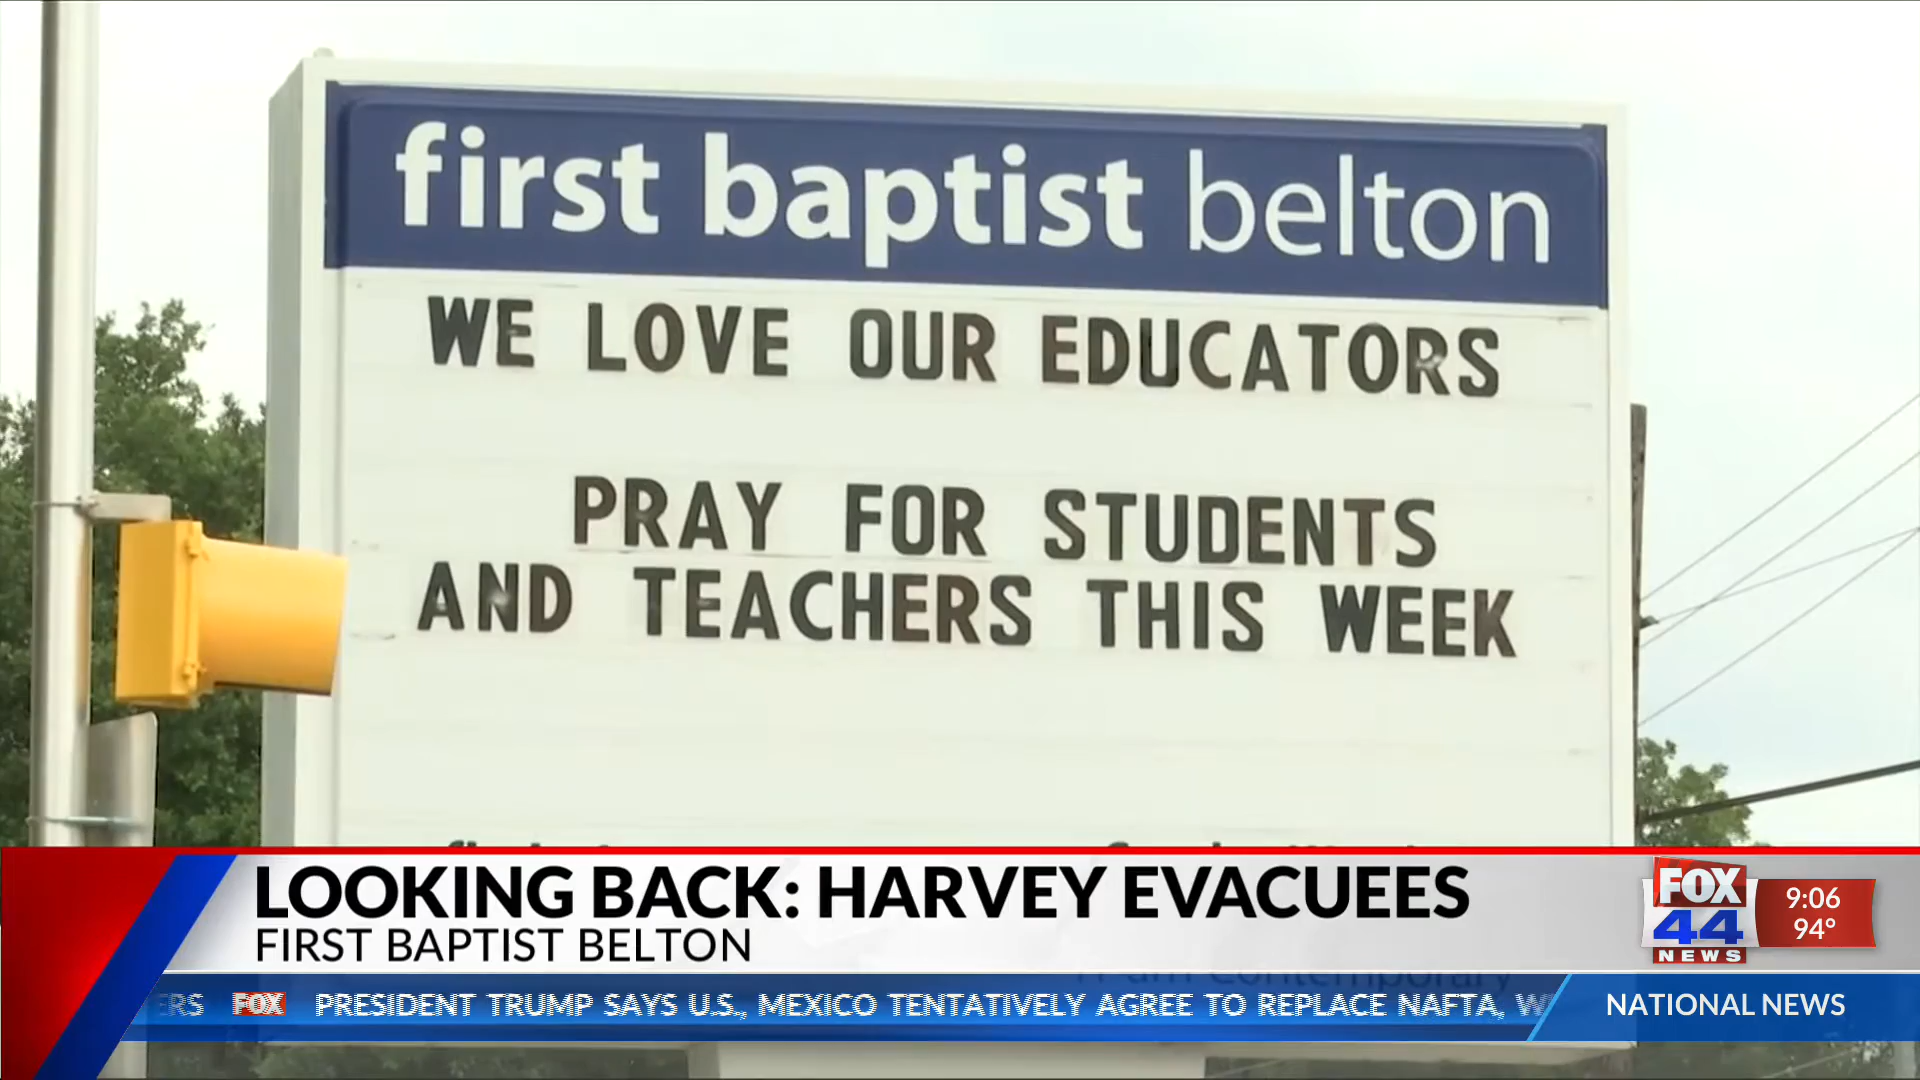 first baptist belton
WE LOVE OUR EDUCATORS
PRAY FOR STUDENTS
AND TEACHERS THIS WEEK
LOOKING BACK: HARVEY EVACUEES
FIRST BAPTIST BELTON
FOX
44
NEWS
9:06
94°
ERS FOX PRESIDENT TRUMP SAYS U.S., MEXICO TENTATIVELY AGREE TO REPLACE NAFTA, W
NATIONAL NEWS